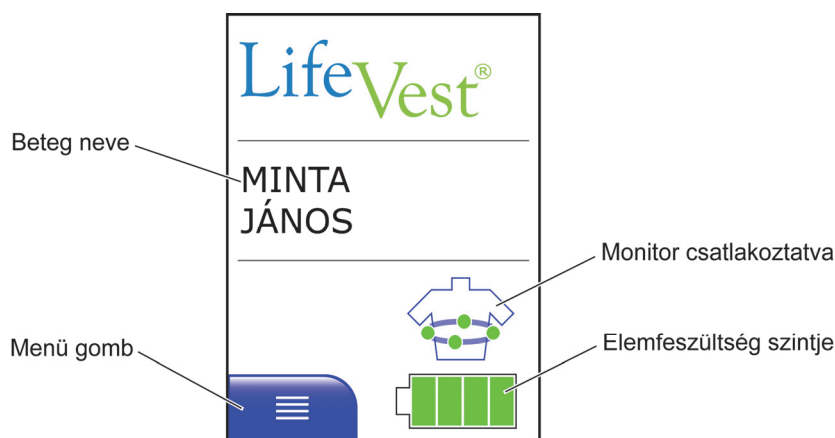 LifeVest®
Beteg neve
MINTA
JÁNOS
Monitor csatlakoztatva
Menü gomb
Elemfeszültség szintje